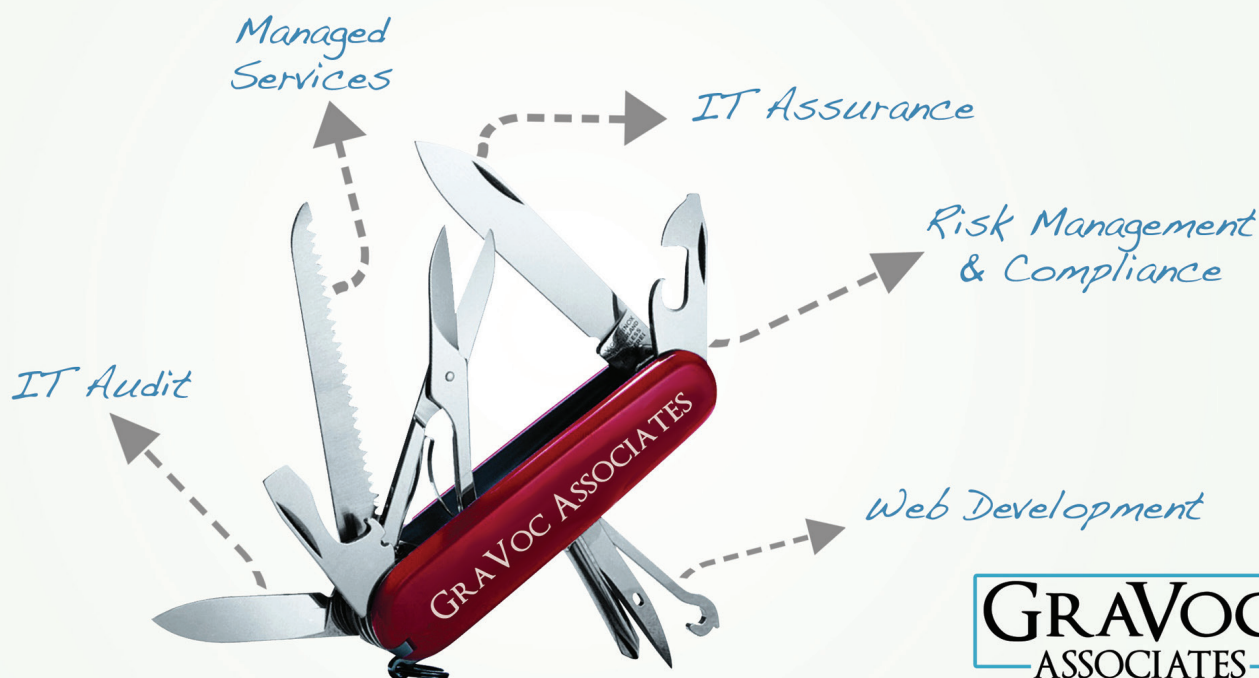 Managed
Services
IT Assurance
Risk Management
& Compliance
IT Audit
GRAVOC ASSOCIATES
Web Development
GRAVOC
ASSOCIATES